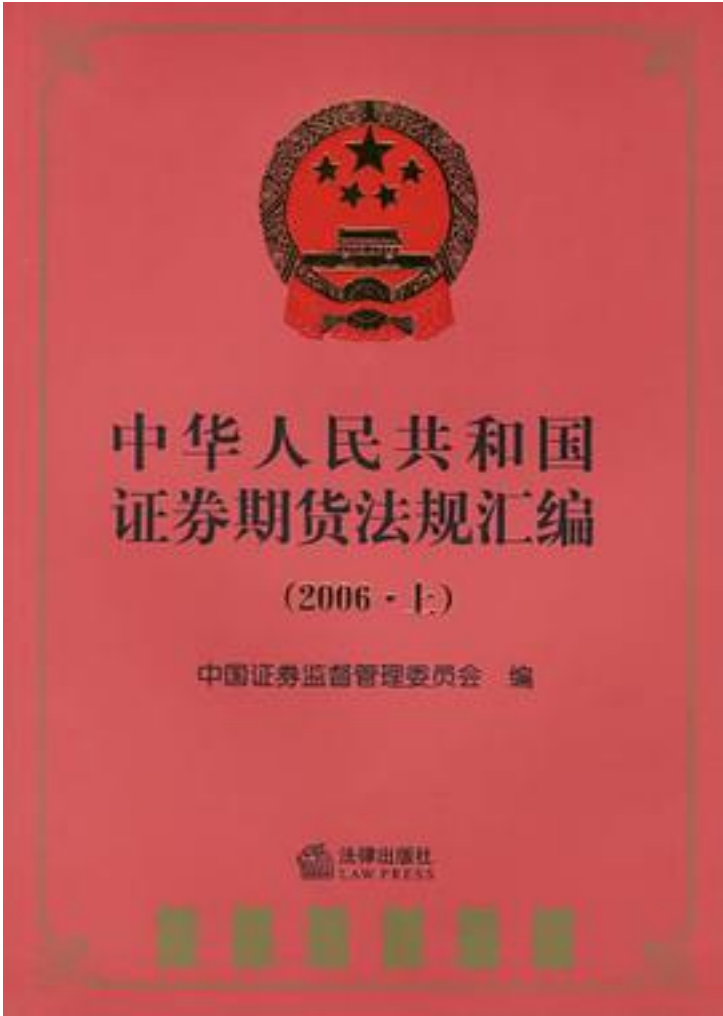 中华人民共和国
证券期货法规汇编
(2006·上)
中国证券监督管理委员会 编
法律出版社
LAW PRESS